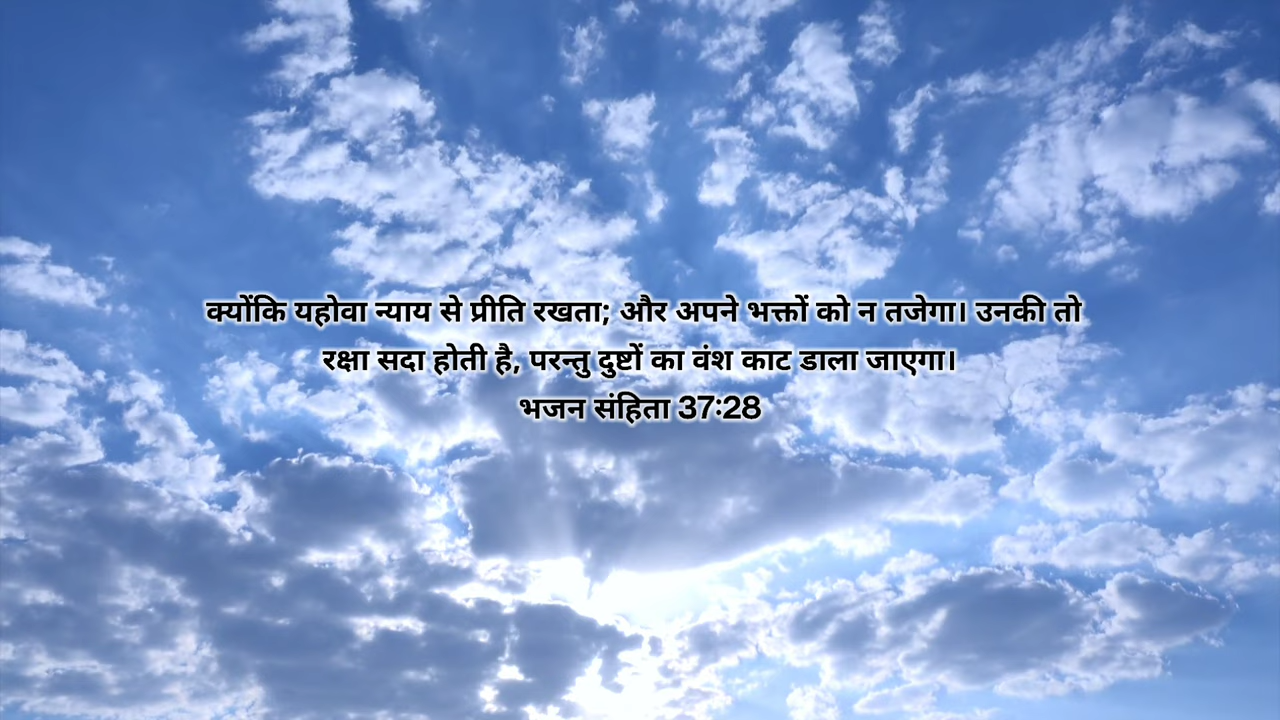 क्योंकि यहोवा न्याय से प्रीति रखता; और अपने भक्तों को न तजेगा। उनकी तो
रक्षा सदा होती है, परन्तु दुष्टों का वंश काट डाला जाएगा।
भजन संहिता 37:28